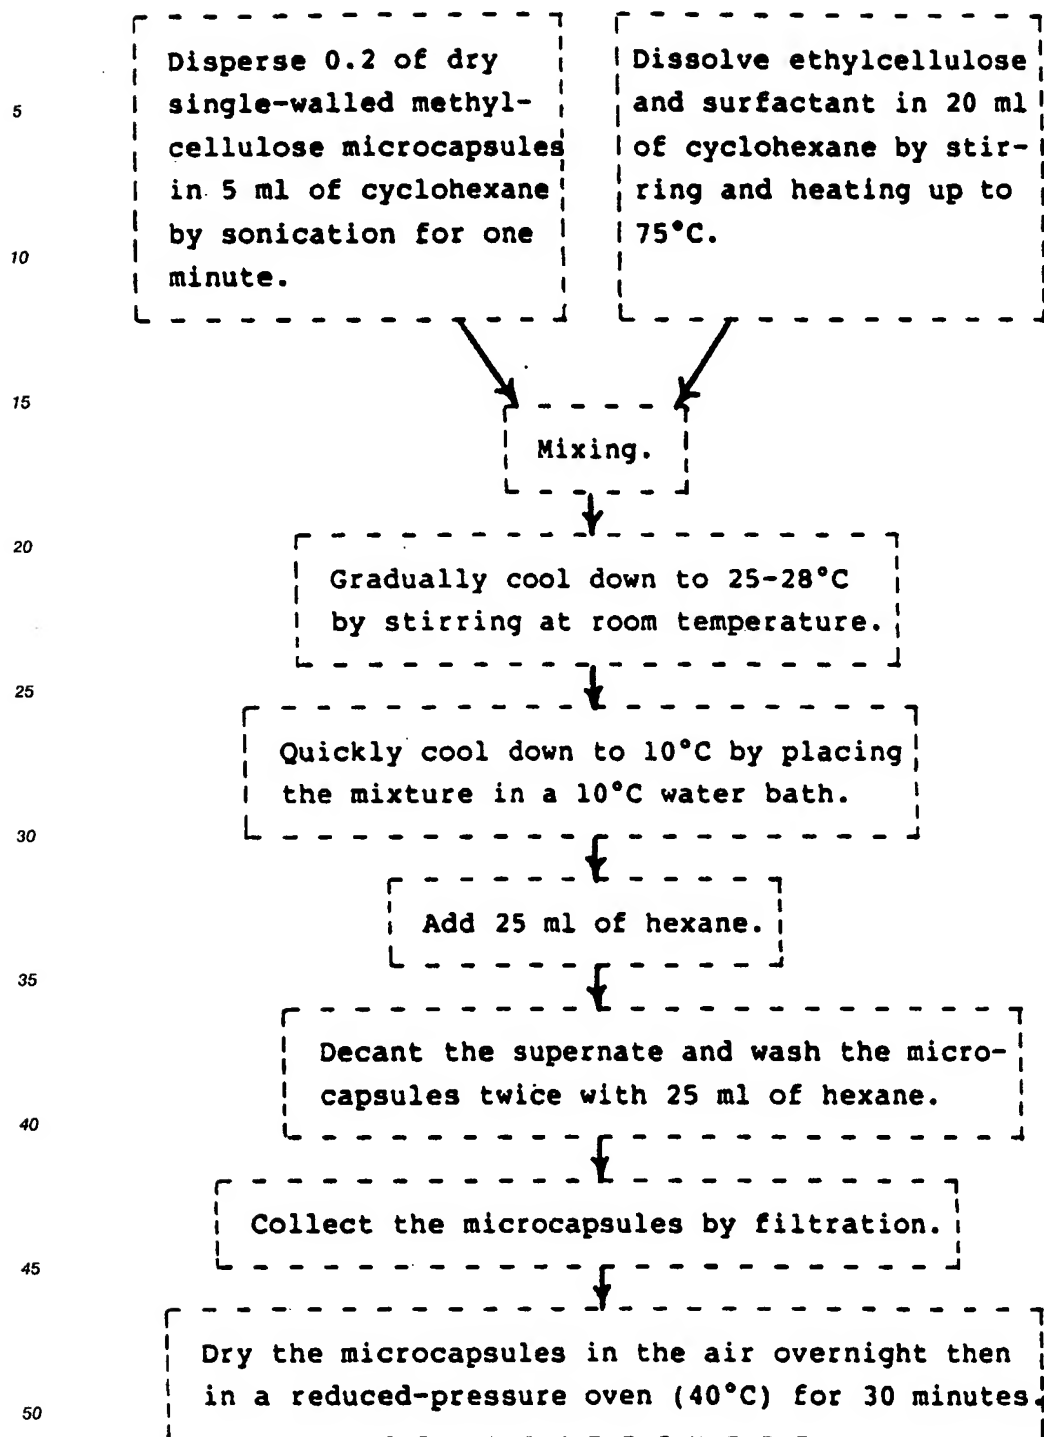 Disperse 0.2 of dry
single-walled methyl-
cellulose microcapsules
in 5 ml of cyclohexane
by sonication for one
minute.
Dissolve ethylcellulose
and surfactant in 20 ml
of cyclohexane by stir-
ring and heating up to
75°C.
Mixing.
Gradually cool down to 25-28°C
by stirring at room temperature.
Quickly cool down to 10°C by placing
the mixture in a 10°C water bath.
Add 25 ml of hexane.
Decant the supernate and wash the micro-
capsules twice with 25 ml of hexane.
Collect the microcapsules by filtration.
Dry the microcapsules in the air overnight then
in a reduced-pressure oven (40°C) for 30 minutes.
5
10
15
20
25
30
35
40
45
50